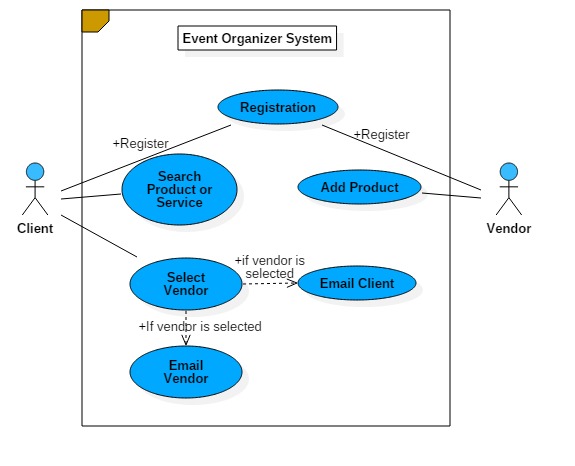 Event Organizer System
Registration
+Register
+Register
Search
Product or
Service
Add Product
Client
Vendor
+if vendor is
selected
Select
Vendor
Email Client
+If vendor is selected
Email
Vendor